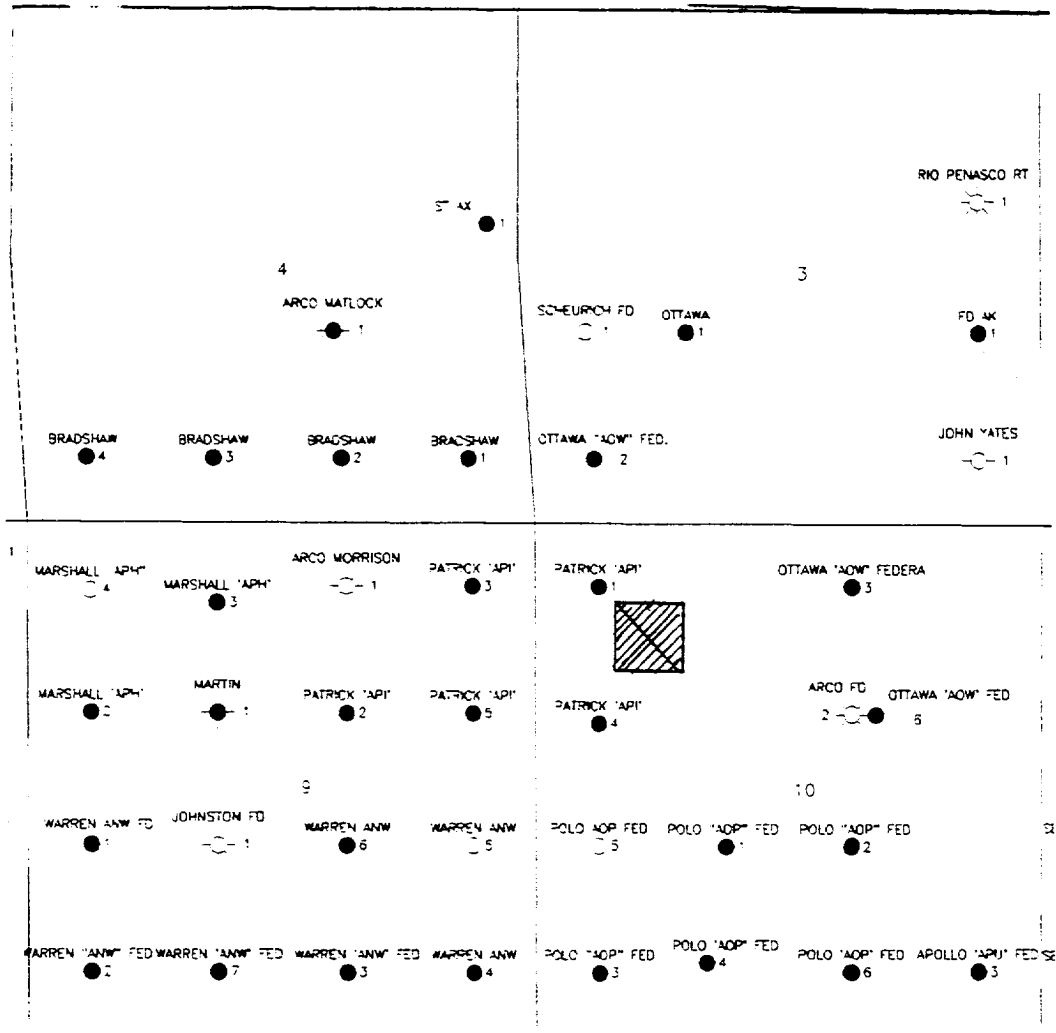 RIO PENASCO RT
1
ST AX
1
4
3
ARCO MATLOCK
1
SCHEURICH FD
1
OTTAWA
1
FD AK
1
BRADSHAW
4
BRADSHAW
3
BRADSHAW
2
BRADSHAW
1
OTTAWA "AOW" FED.
2
JOHN YATES
1
1
MARSHALL "APH"
4
MARSHALL "APH"
3
ARCO MORRISON
1
PATRICK "API"
3
PATRICK "API"
1
OTTAWA "AOW" FEDERA
3
MARSHALL "APH"
MARTIN
1
PATRICK "API"
2
PATRICK "API"
5
PATRICK "API"
4
ARCO FD
2
OTTAWA "AOW" FED
6
9
10
WARREN ANW FD
1
JOHNSTON FD
1
WARREN ANW
6
WARREN ANW
5
POLO AOP FED
5
POLO "AOP" FED
1
POLO "AOP" FED
2
WARREN "ANW" FED
2
WARREN "ANW" FED
7
WARREN "ANW" FED
3
WARREN ANW
4
POLO "AOP" FED
3
POLO "AOP" FED
4
POLO "AOP" FED
6
APOLLO "APU" FED
3